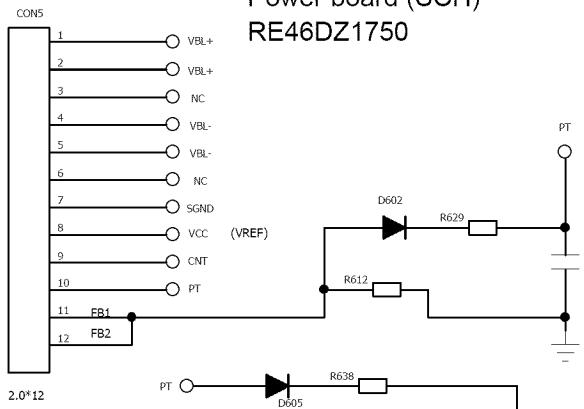 Power board (SCH)
RE46DZ1750
CON5
1 VBL+
2 VBL+
3 NC
4 VBL-
5 VBL-
6 NC
7 SGND
8 VCC (VREF)
9 CNT
10 PT
11 FB1
12 FB2
2.0*12
PT
D602
R629
R612
PT
D605
R638